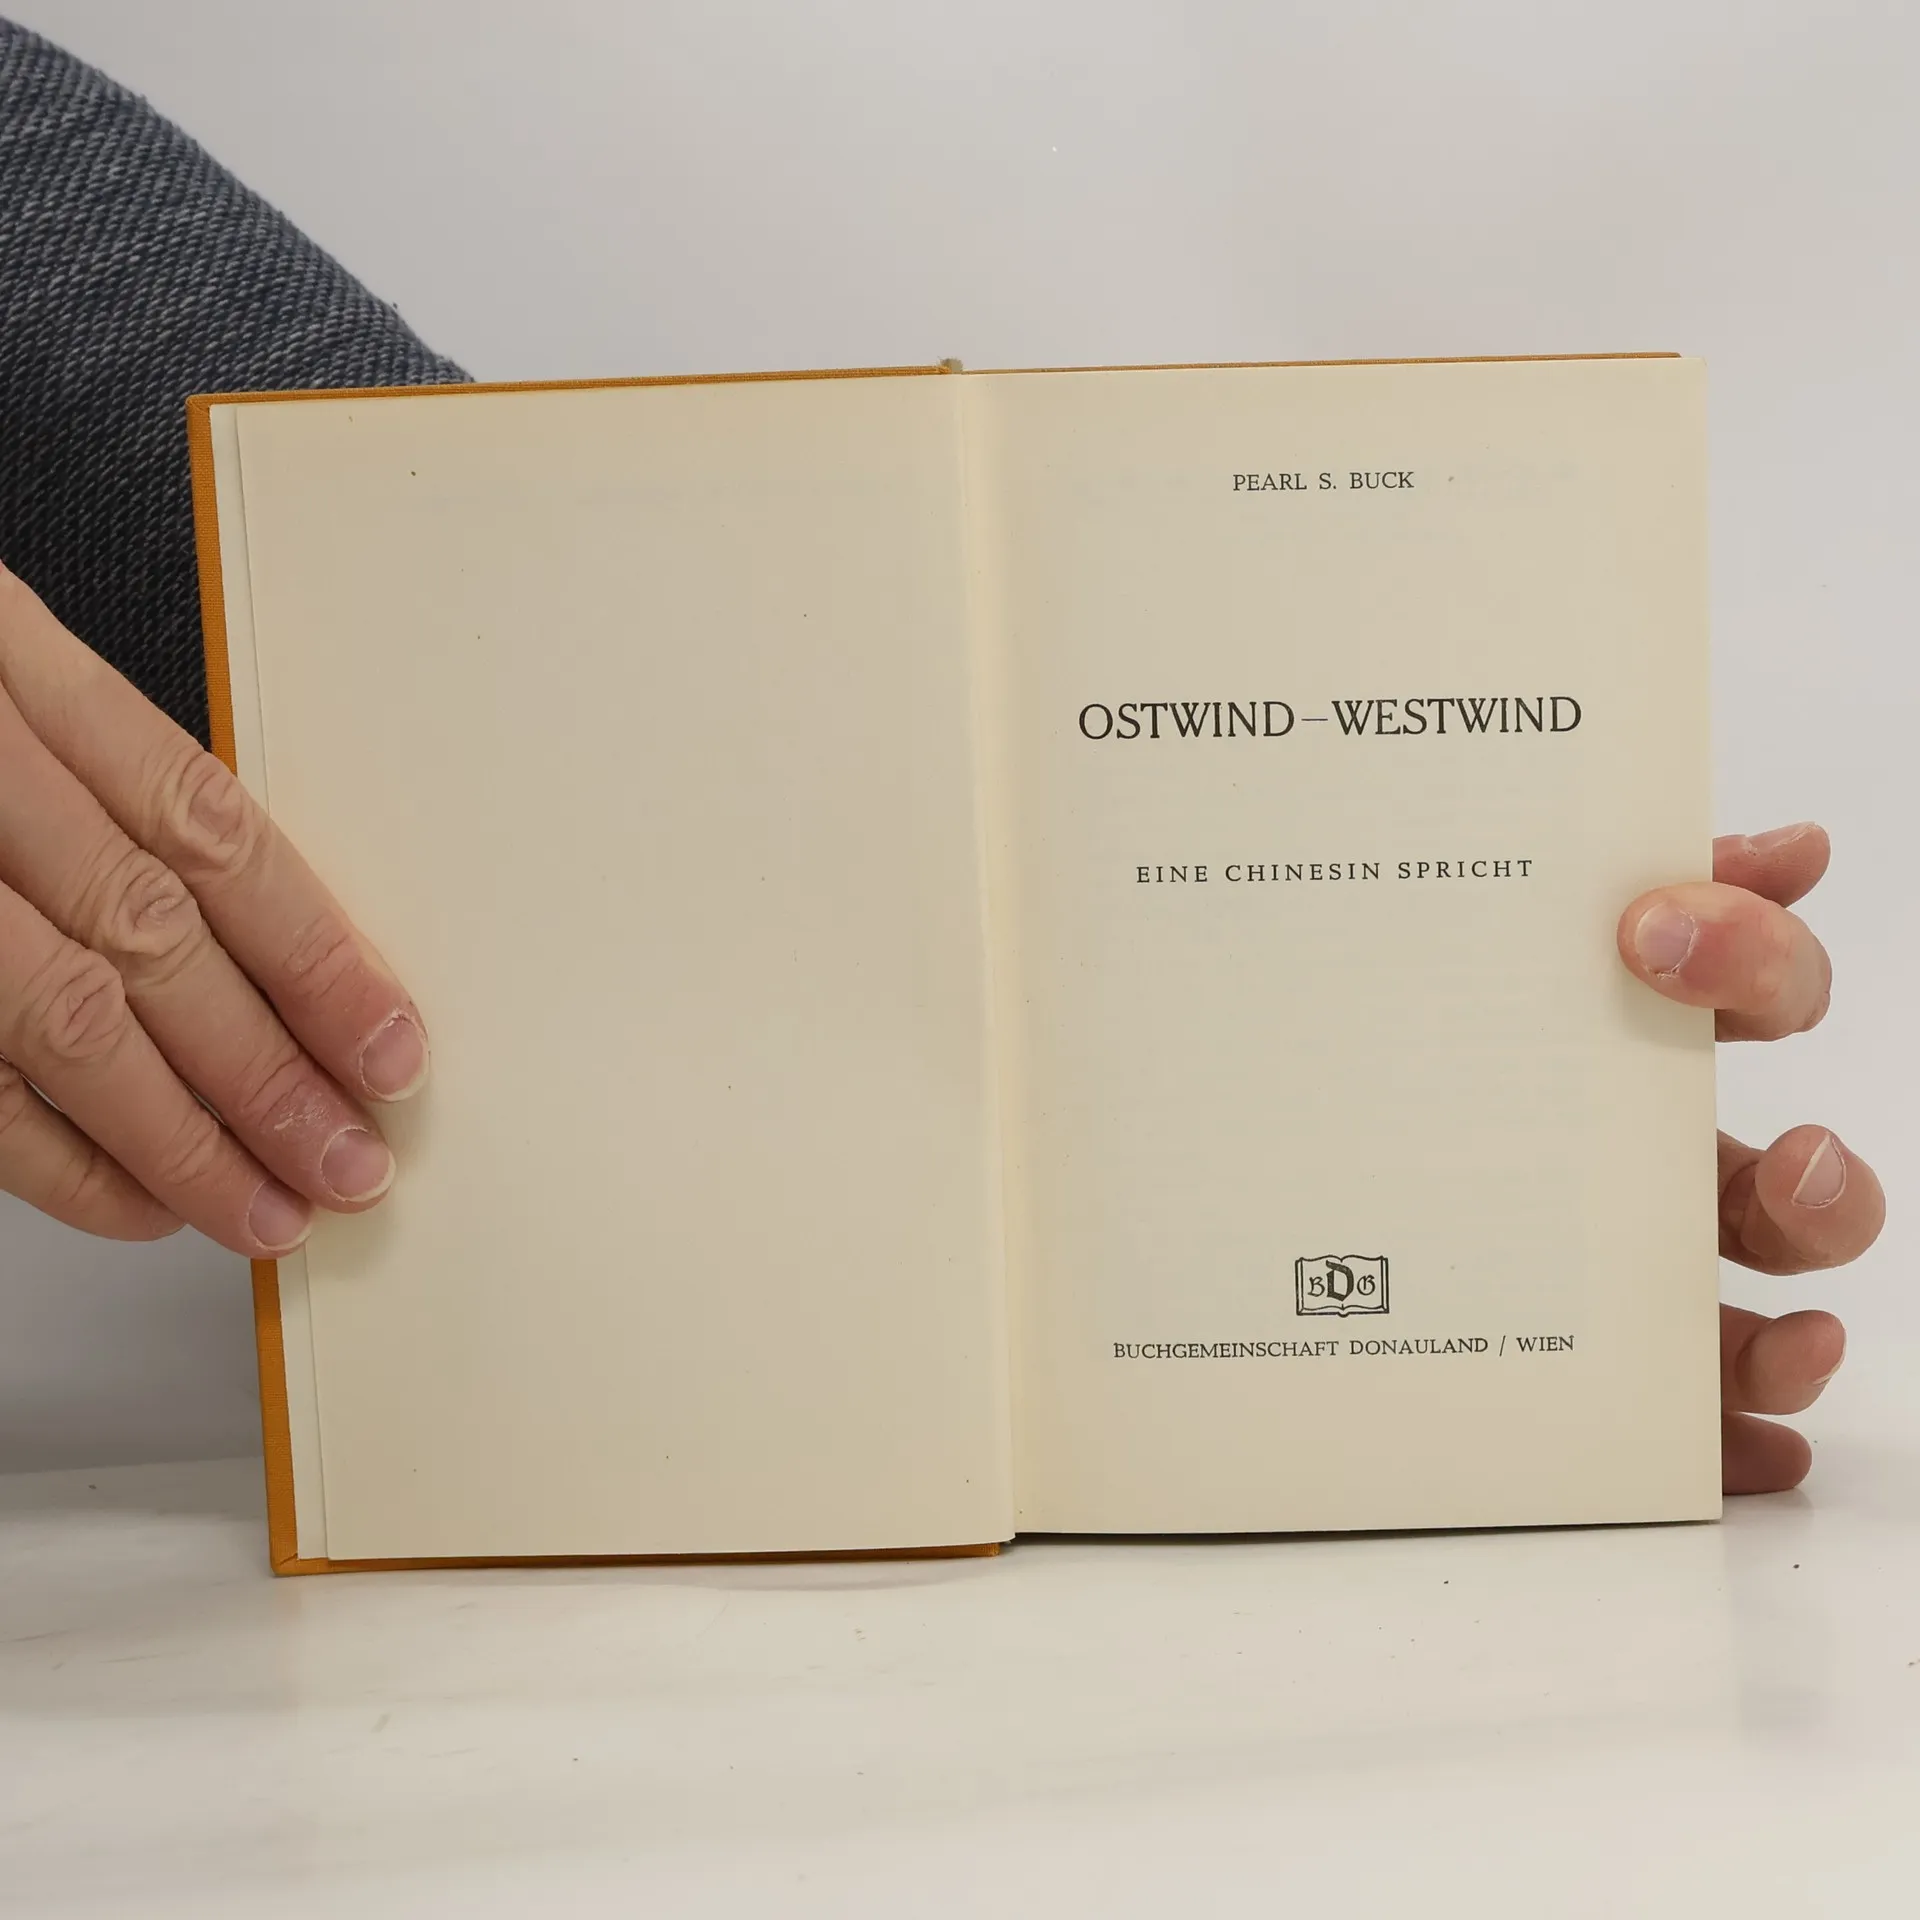 PEARL S. BUCK
OSTWIND–WESTWIND
EINE CHINESIN SPRICHT
BDG
BUCHGEMEINSCHAFT DONAULAND / WIEN